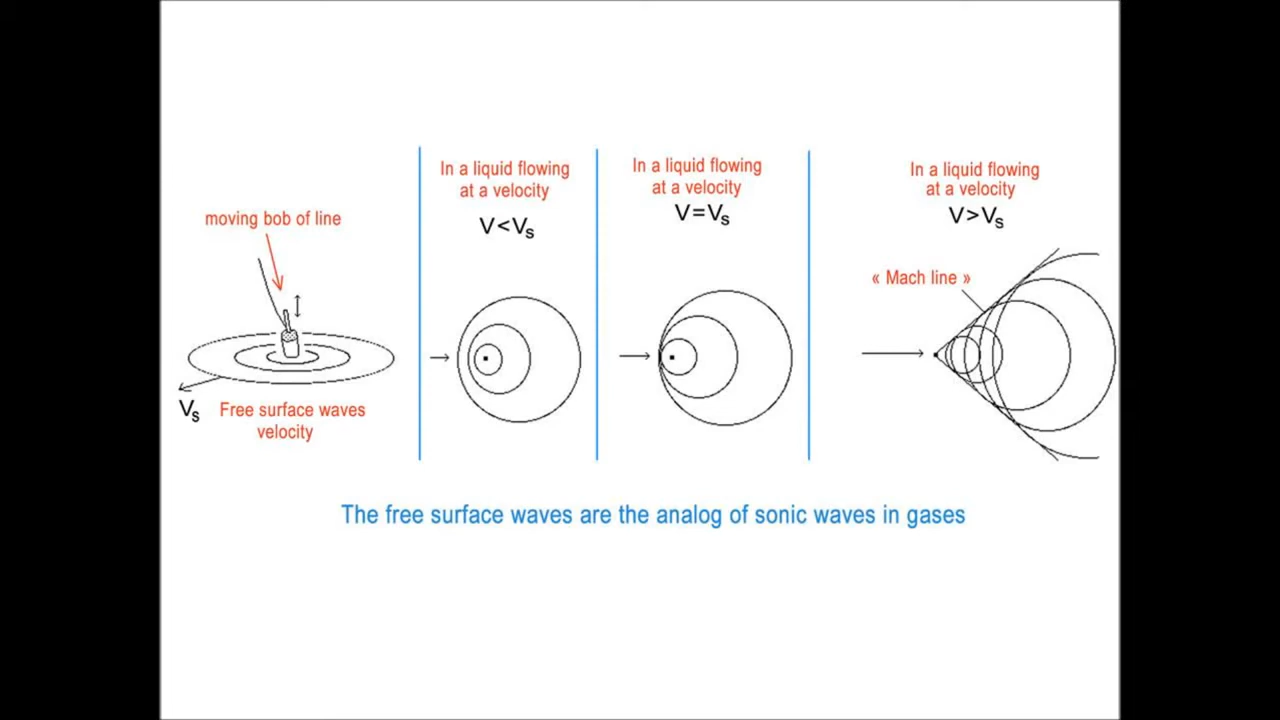 moving bob of line
Vs
Free surface waves
velocity
In a liquid flowing
at a velocity
V<Vs
In a liquid flowing
at a velocity
V=Vs
In a liquid flowing
at a velocity
V>Vs
« Mach line »
The free surface waves are the analog of sonic waves in gases